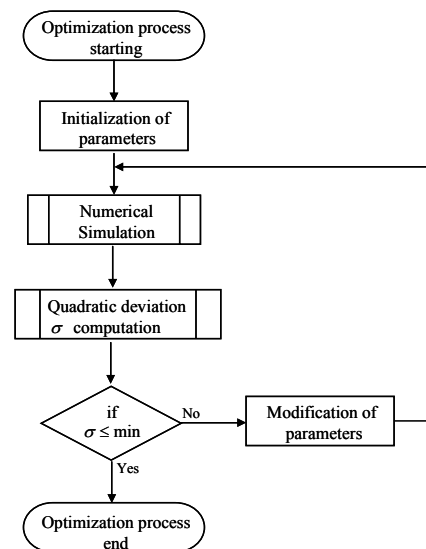 Optimization process
starting
Initialization of
parameters
Numerical
Simulation
Quadratic deviation
σ computation
if
σ ≤ min
No
Modification of
parameters
Yes
Optimization process
end